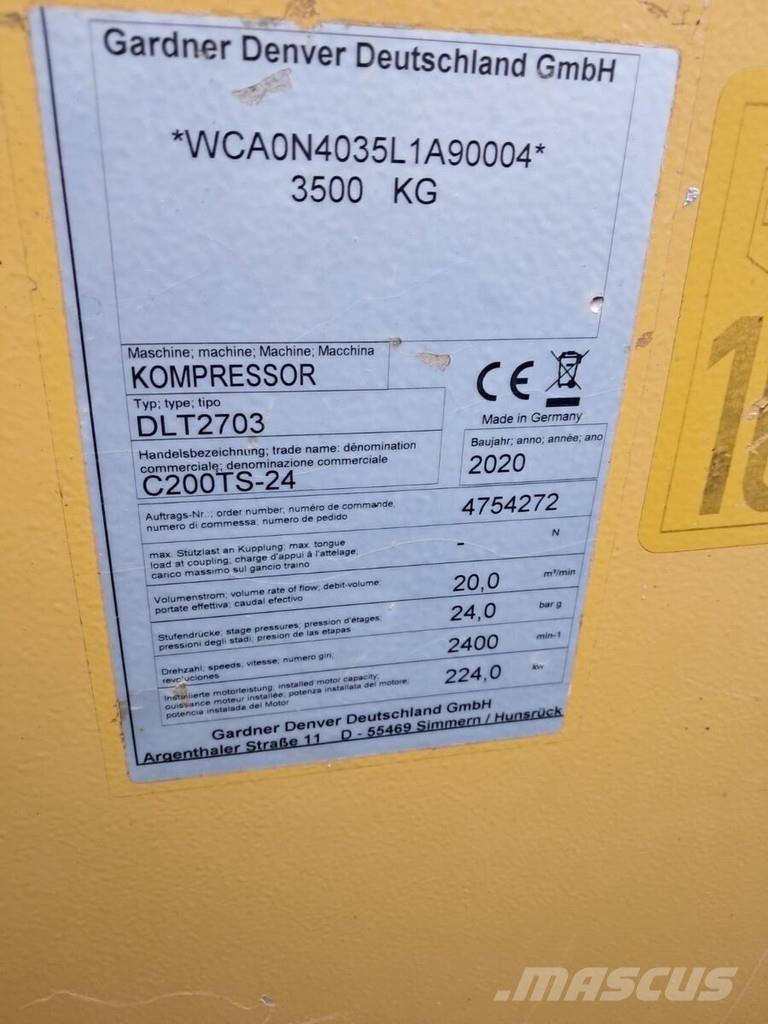 Gardner Denver Deutschland GmbH
*WCA0N4035L1A90004*
3500 KG
Maschine; machine; Machine; Macchina
KOMPRESSOR
Typ; type; tipo
DLT2703
Handelsbezeichnung; trade name: dénomination
commerciale; denominazione commerciale
C200TS-24
CE
Made in Germany
Baujahr; anno; année; ano
2020
Auftrags-Nr..; order number; numéro de commande;
numero di commessa; numero de pedido
4754272
max. Stützlast an Kupplung; max. tongue
load at coupling; charge d'appui à l'attelage;
carico massimo sul gancio traino
- N
Volumenstrom; volume rate of flow; debit-volume;
portate effettiva; caudal efectivo
20,0 m³/min
Stufendrücke; stage pressures; pression d'étages;
pressioni degli stadi; presion de las etapas
24,0 bar g
Drehzahl; speeds, vitesse; numero giri;
revoluciones
2400 min-1
Installierte motorleistung; installed motor capacity;
ouissance moteur installée; potenza installata del motore;
potencia instalada del Motor
224,0 kw
Gardner Denver Deutschland GmbH
Argenthaler Straße 11 D - 55469 Simmern / Hunsrück
MASCUS